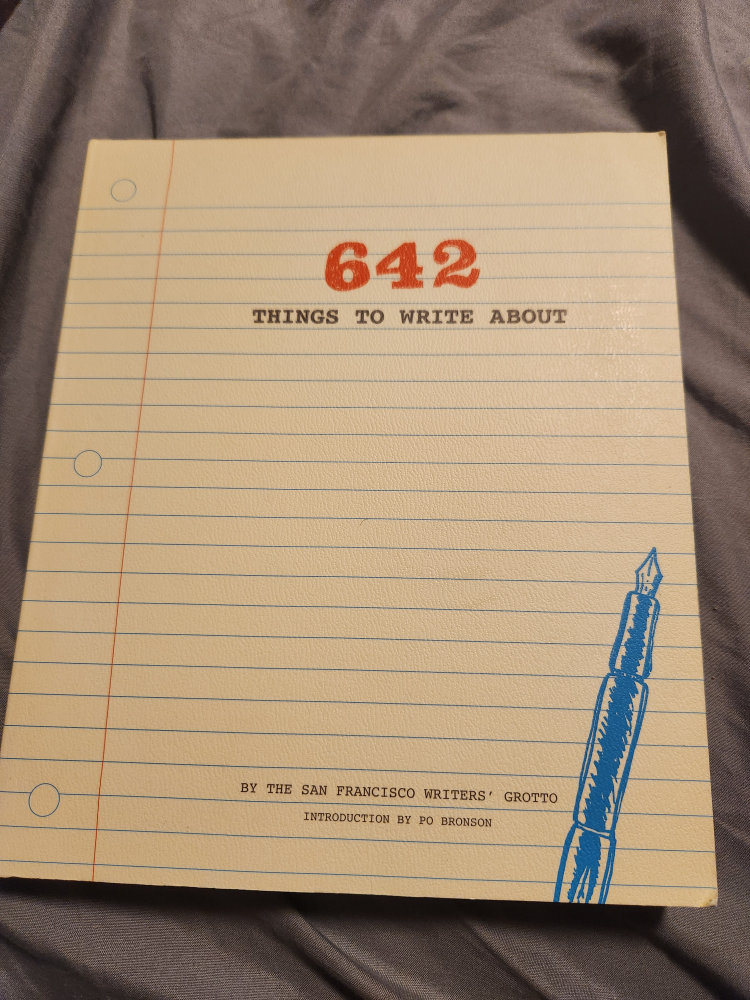 642
THINGS TO WRITE ABOUT
BY THE SAN FRANCISCO WRITERS' GROTTO
INTRODUCTION BY PO BRONSON